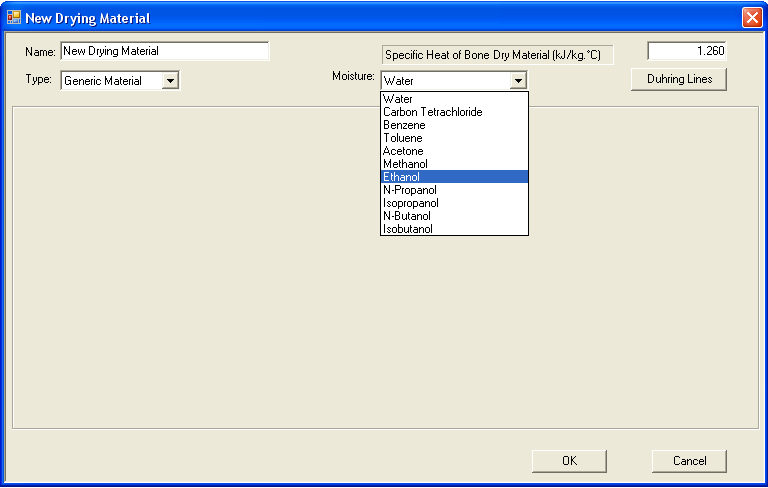 New Drying Material
Name: New Drying Material
Specific Heat of Bone Dry Material (kJ/kg.°C) 1.260
Type: Generic Material
Moisture: Water
Duhring Lines
Water
Carbon Tetrachloride
Benzene
Toluene
Acetone
Methanol
Ethanol
N-Propanol
Isopropanol
N-Butanol
Isobutanol
OK
Cancel